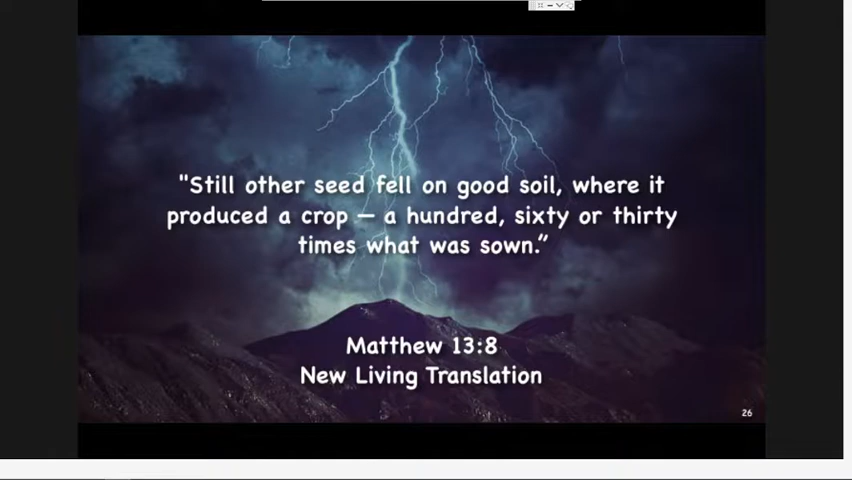 "Still other seed fell on good soil, where it
produced a crop — a hundred, sixty or thirty
times what was sown.”
Matthew 13:8
New Living Translation
26